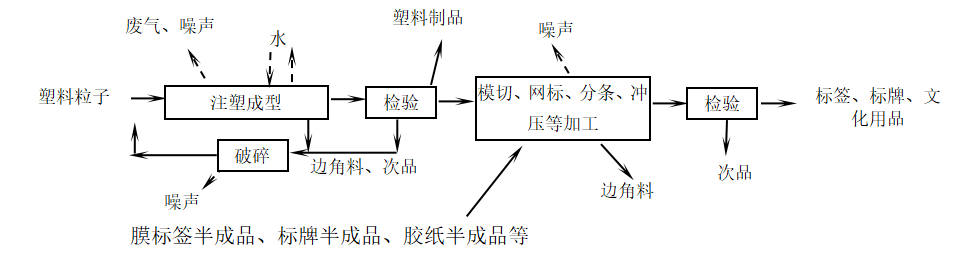 废气、噪声
水
塑料制品
噪声
塑料粒子
注塑成型
检验
模切、网标、分条、冲
压等加工
检验
标签、标牌、文
化用品
破碎
边角料、次品
噪声
边角料
次品
膜标签半成品、标牌半成品、胶纸半成品等